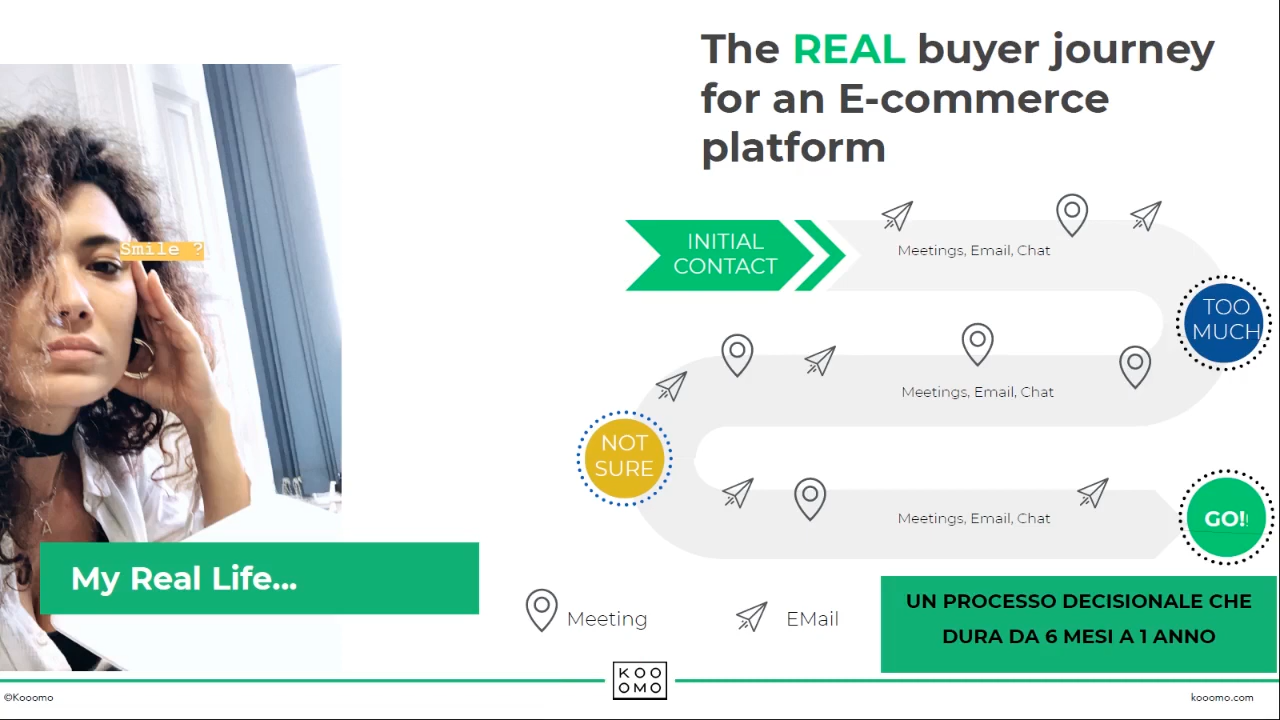 The REAL buyer journey
for an E-commerce
platform
Smile ?
INITIAL
CONTACT
Meetings, Email, Chat
TOO
MUCH
Meetings, Email, Chat
NOT
SURE
Meetings, Email, Chat
GO!!
My Real Life...
Meeting
EMail
UN PROCESSO DECISIONALE CHE
DURA DA 6 MESI A 1 ANNO
KOO
OMO
©Kooomo
kooomo.com